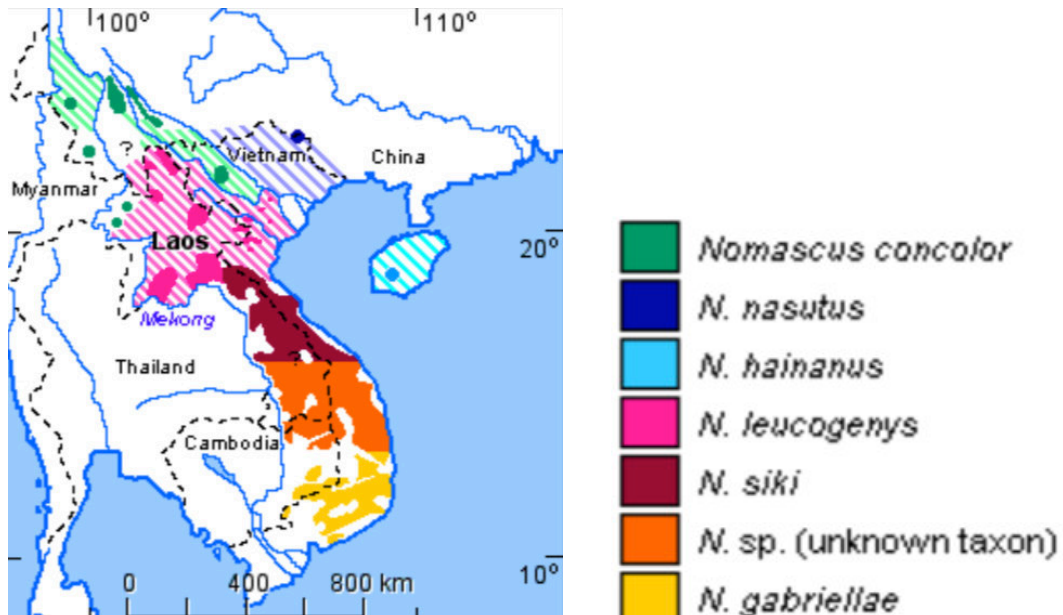 100°
110°
?
Vietnam
China
Myanmar
Laos
20°
Mekong
Thailand
?
Cambodia
10°
0 400 800 km
Nomascus concolor
N. nasutus
N. hainanus
N. leucogenys
N. siki
N. sp. (unknown taxon)
N. gabriellae